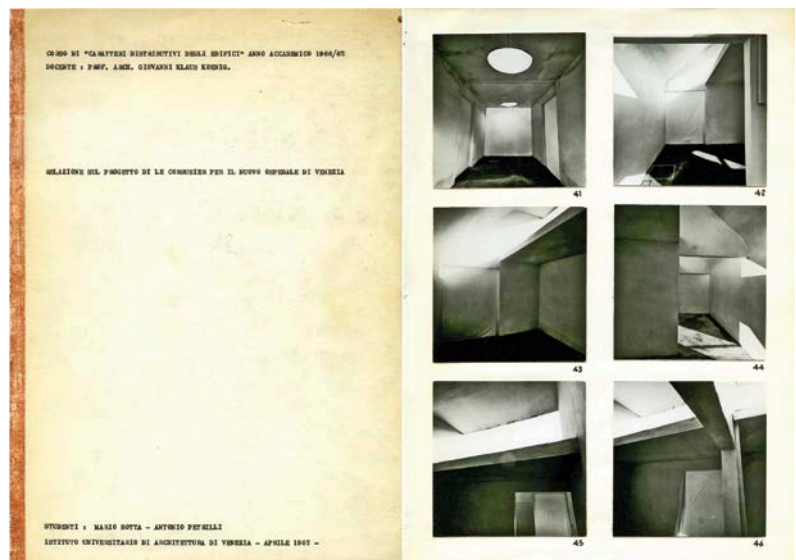 CORSO DI "CARATTERI DISTRIBUTIVI DEGLI EDIFICI" ANNO ACCADEMICO 1966/67
DOCENTE : PROF. ARCH. GIOVANNI KLAUS KOENIG.
RELAZIONE SUL PROGETTO DI LE CORBUSIER PER IL NUOVO OSPEDALE DI VENEZIA
STUDENTI : MARIO BOTTA - ANTONIO PETRILLI
ISTITUTO UNIVERSITARIO DI ARCHITETTURA DI VENEZIA - APRILE 1967 -
41
42
43
44
45
46